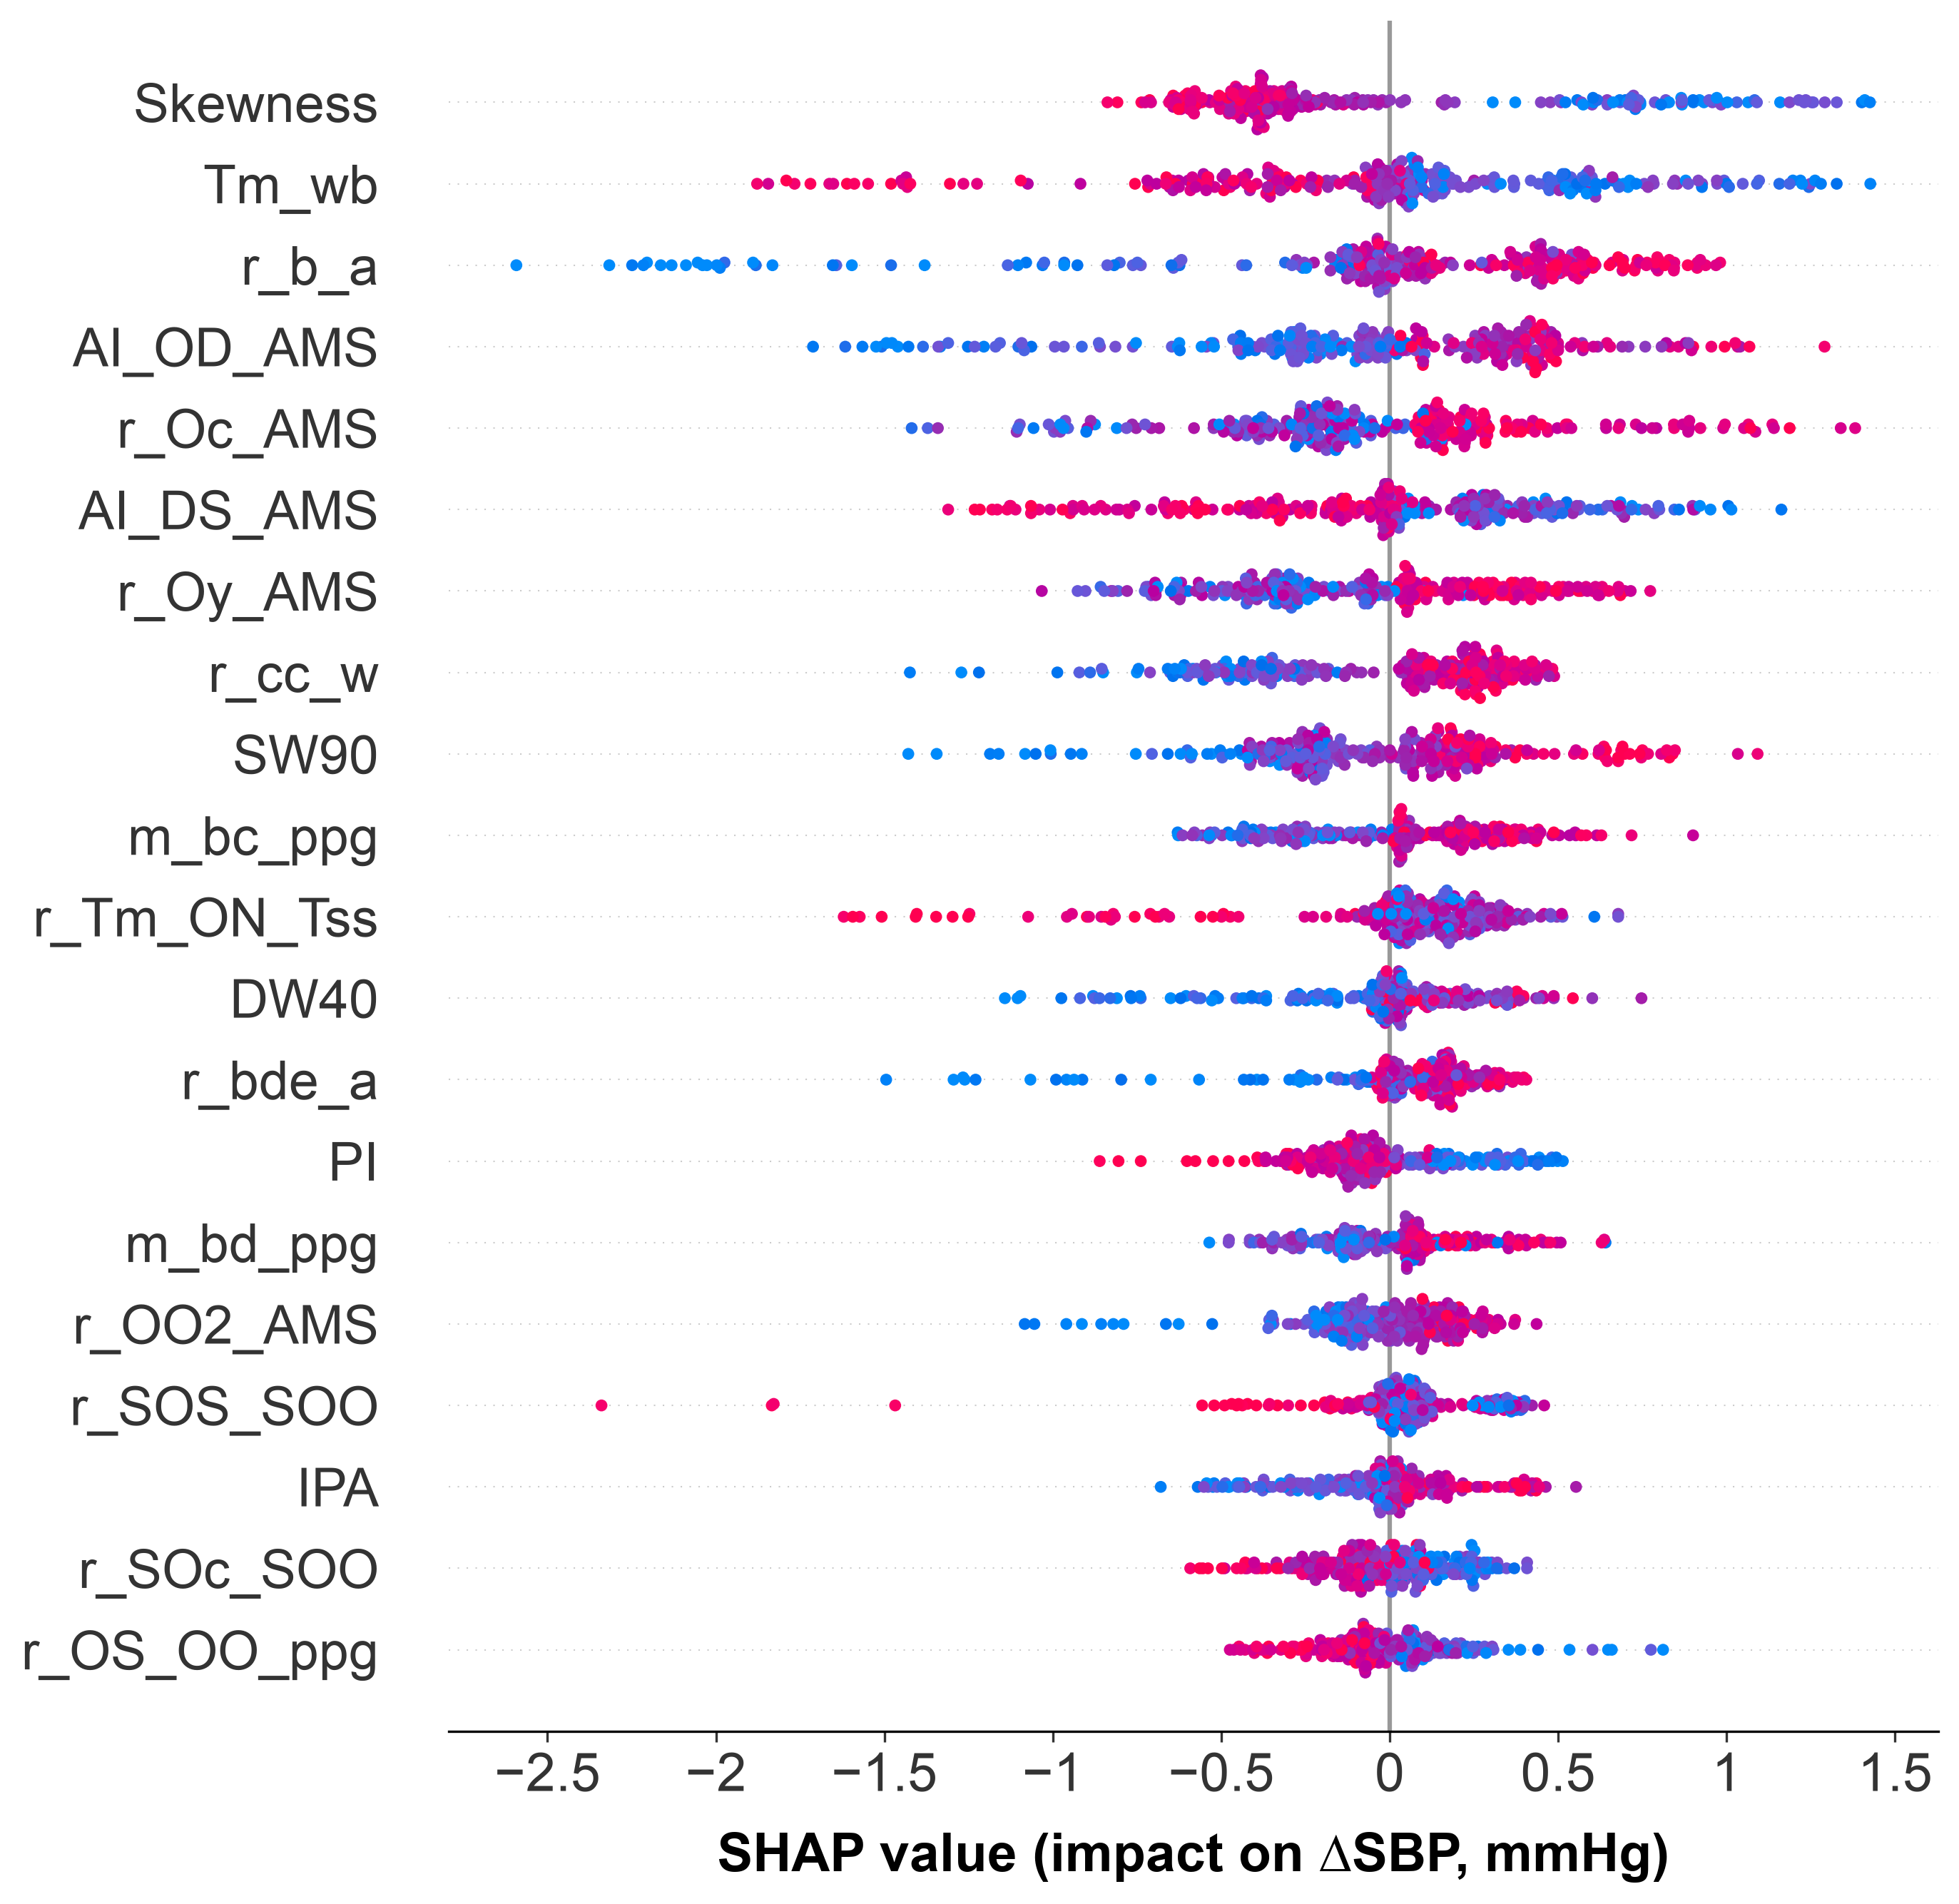 Skewness
Tm_wb
r_b_a
AI_OD_AMS
r_Oc_AMS
AI_DS_AMS
r_Oy_AMS
r_cc_w
SW90
m_bc_ppg
r_Tm_ON_Tss
DW40
r_bde_a
PI
m_bd_ppg
r_OO2_AMS
r_SOS_SOO
IPA
r_SOc_SOO
r_OS_OO_ppg
−2.5 −2 −1.5 −1 −0.5 0 0.5 1 1.5
SHAP value (impact on ΔSBP, mmHg)